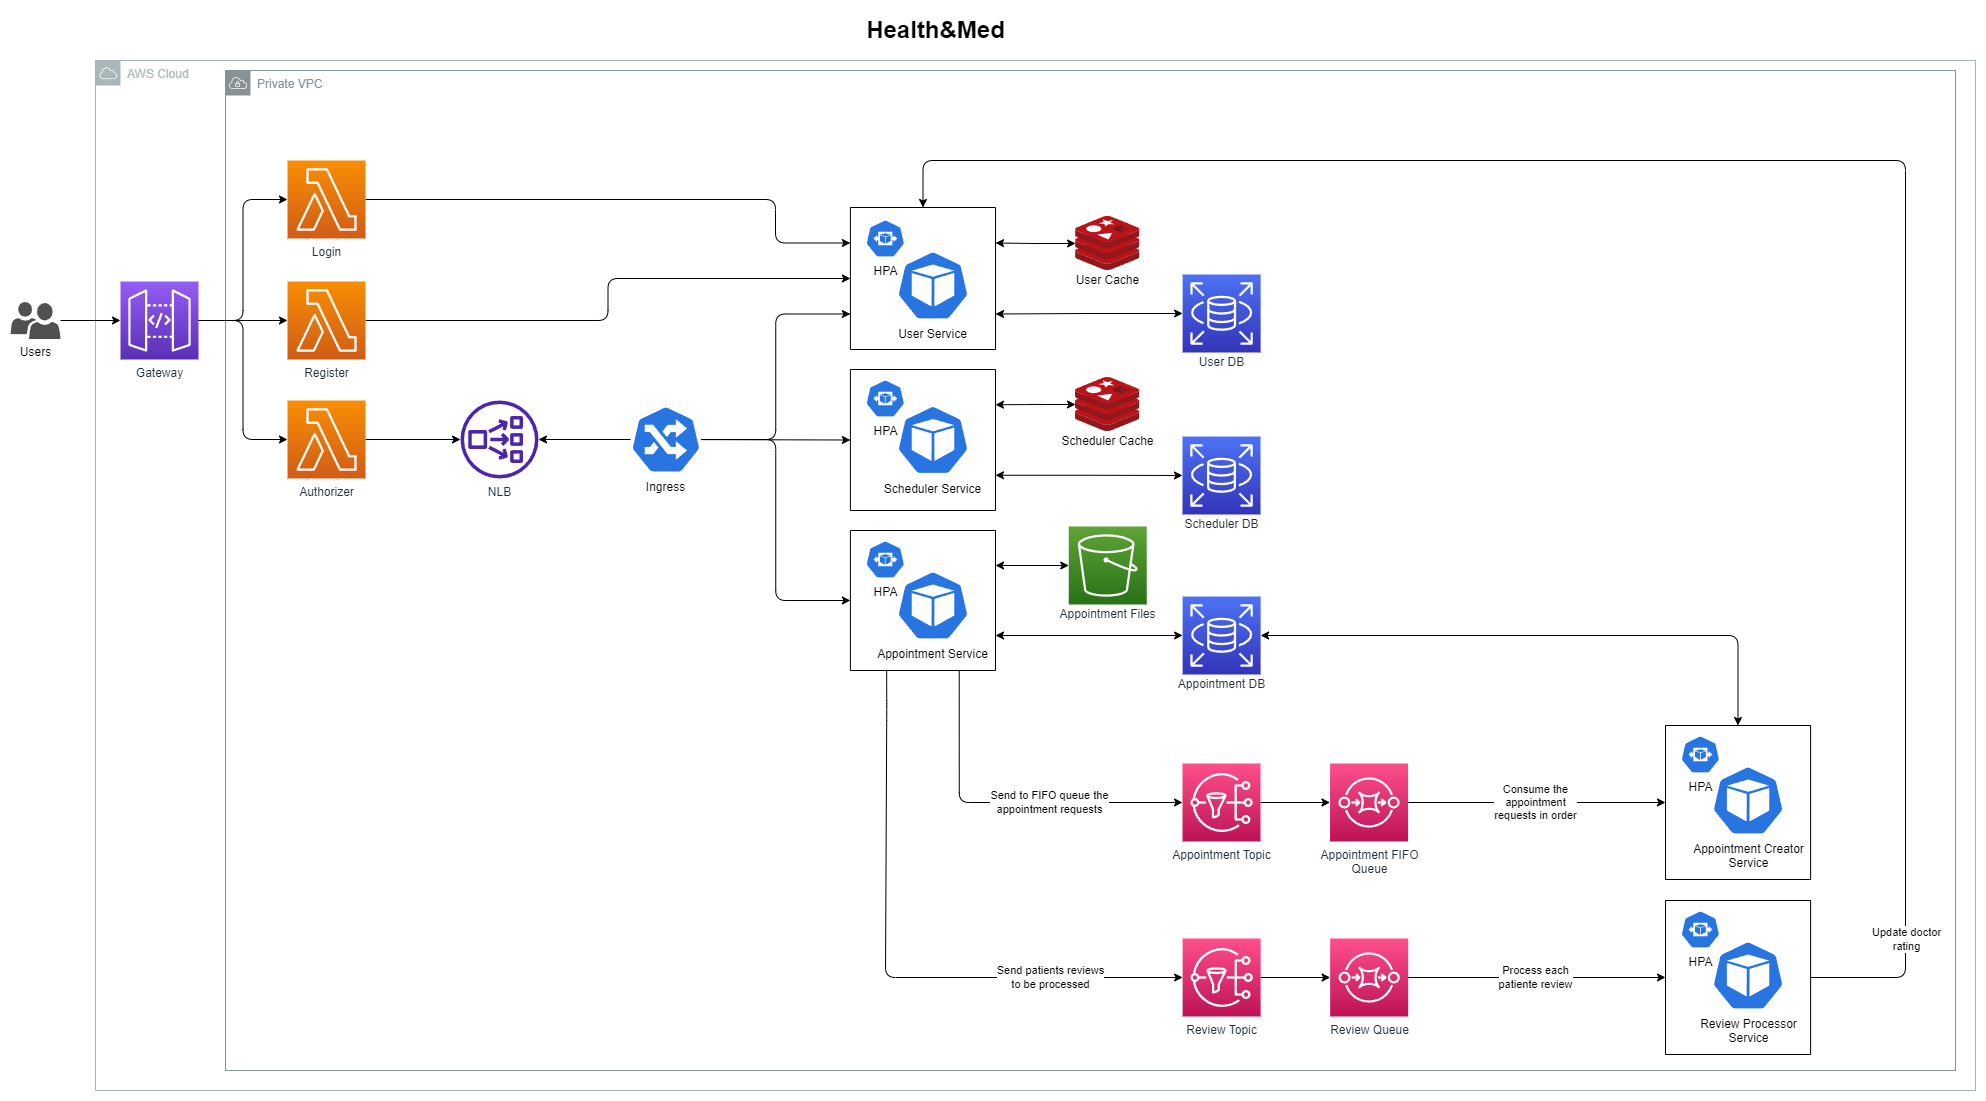 Health&Med
AWS Cloud
Private VPC
Users
Gateway
Login
Register
Authorizer
NLB
Ingress
HPA
User Service
User Cache
User DB
HPA
Scheduler Service
Scheduler Cache
Scheduler DB
HPA
Appointment Service
Appointment Files
Appointment DB
Send to FIFO queue the
appointment requests
Appointment Topic
Appointment FIFO
Queue
Consume the
appointment
requests in order
HPA
Appointment Creator
Service
Send patients reviews
to be processed
Review Topic
Review Queue
Process each
patiente review
HPA
Review Processor
Service
Update doctor
rating